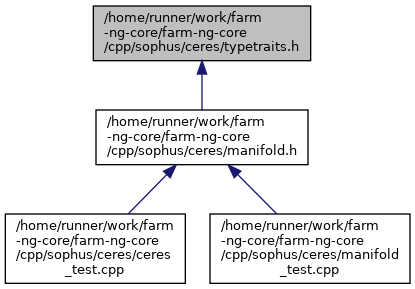 /home/runner/work/farm
-ng-core/farm-ng-core
/cpp/sophus/ceres/typetraits.h
/home/runner/work/farm
-ng-core/farm-ng-core
/cpp/sophus/ceres/manifold.h
/home/runner/work/farm
-ng-core/farm-ng-core
/cpp/sophus/ceres/ceres
_test.cpp
/home/runner/work/farm
-ng-core/farm-ng-core
/cpp/sophus/ceres/manifold
_test.cpp